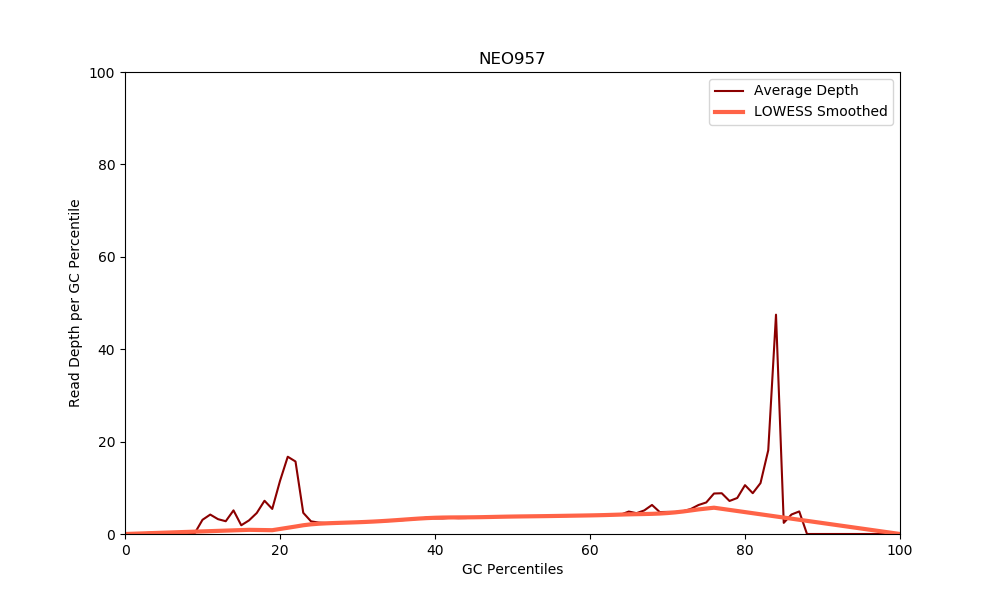 NEO957
100
80
60
40
20
0
Read Depth per GC Percentile
Average Depth
LOWESS Smoothed
0 20 40 60 80 100
GC Percentiles